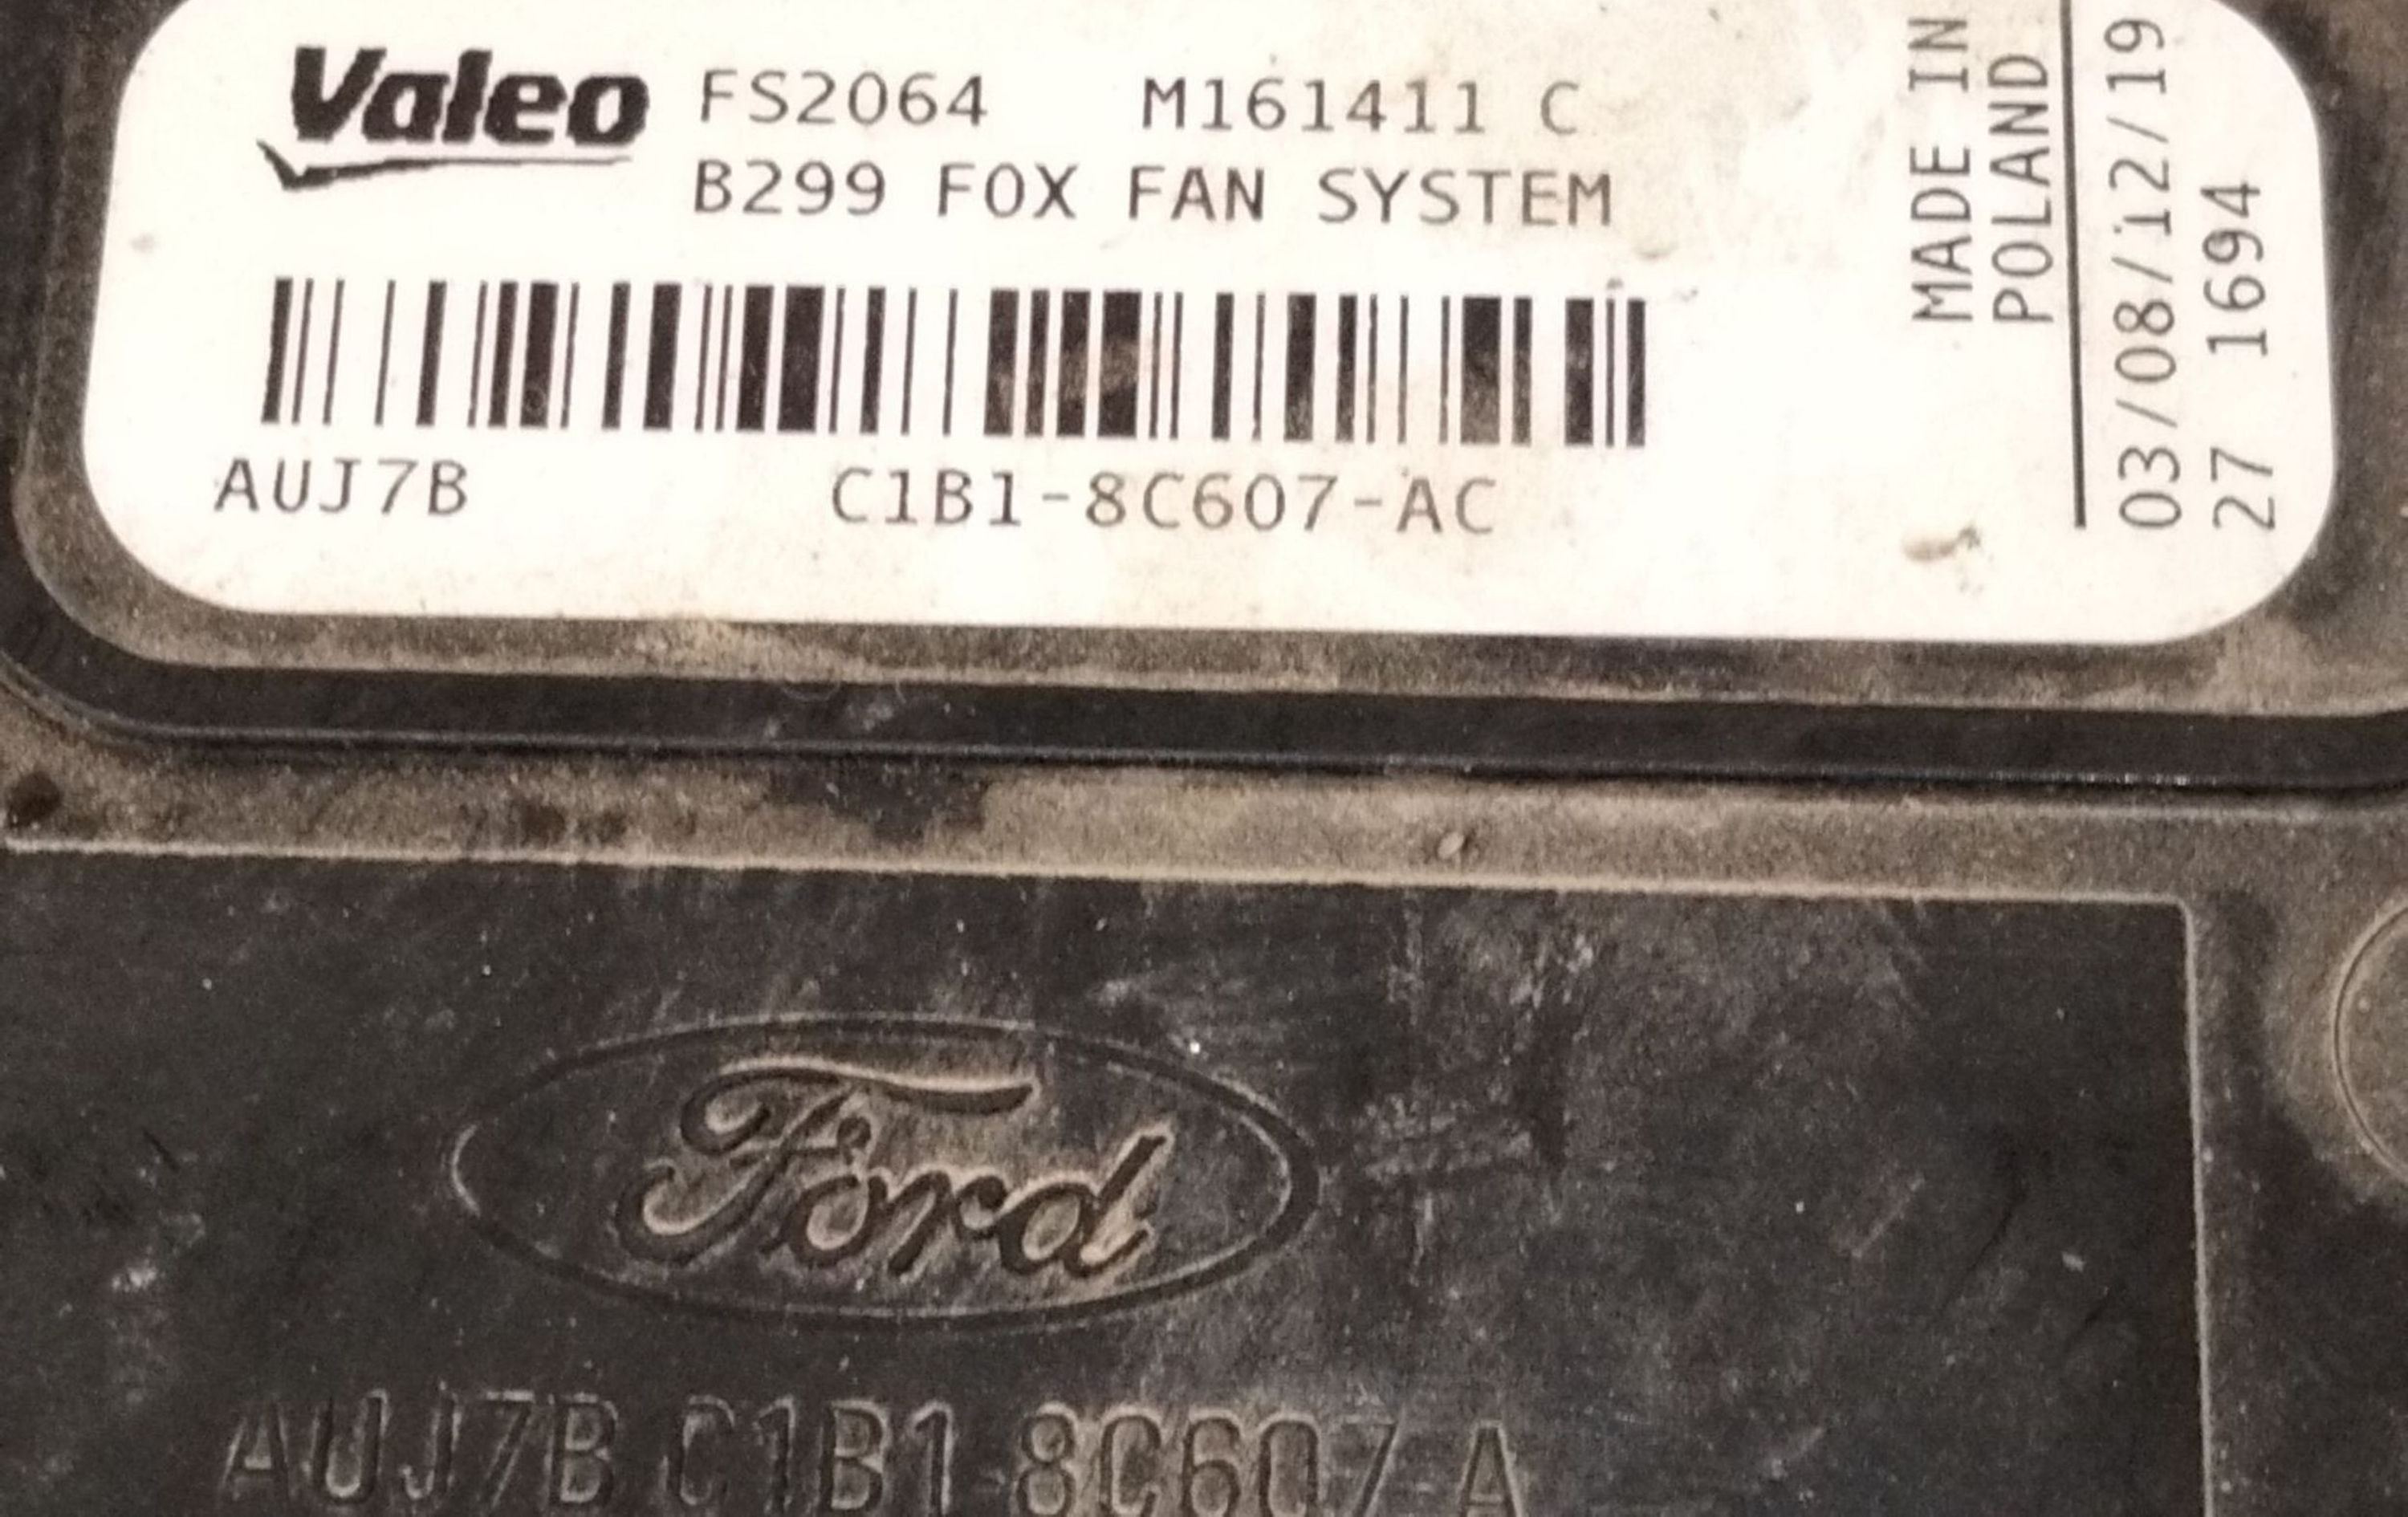 Valeo FS2064 M161411 C
B299 FOX FAN SYSTEM
AUJ7B C1B1-8C607-AC
MADE IN
POLAND
03/08/12/19
27 1694
Ford
AUJ7B C1B1-8C607-A